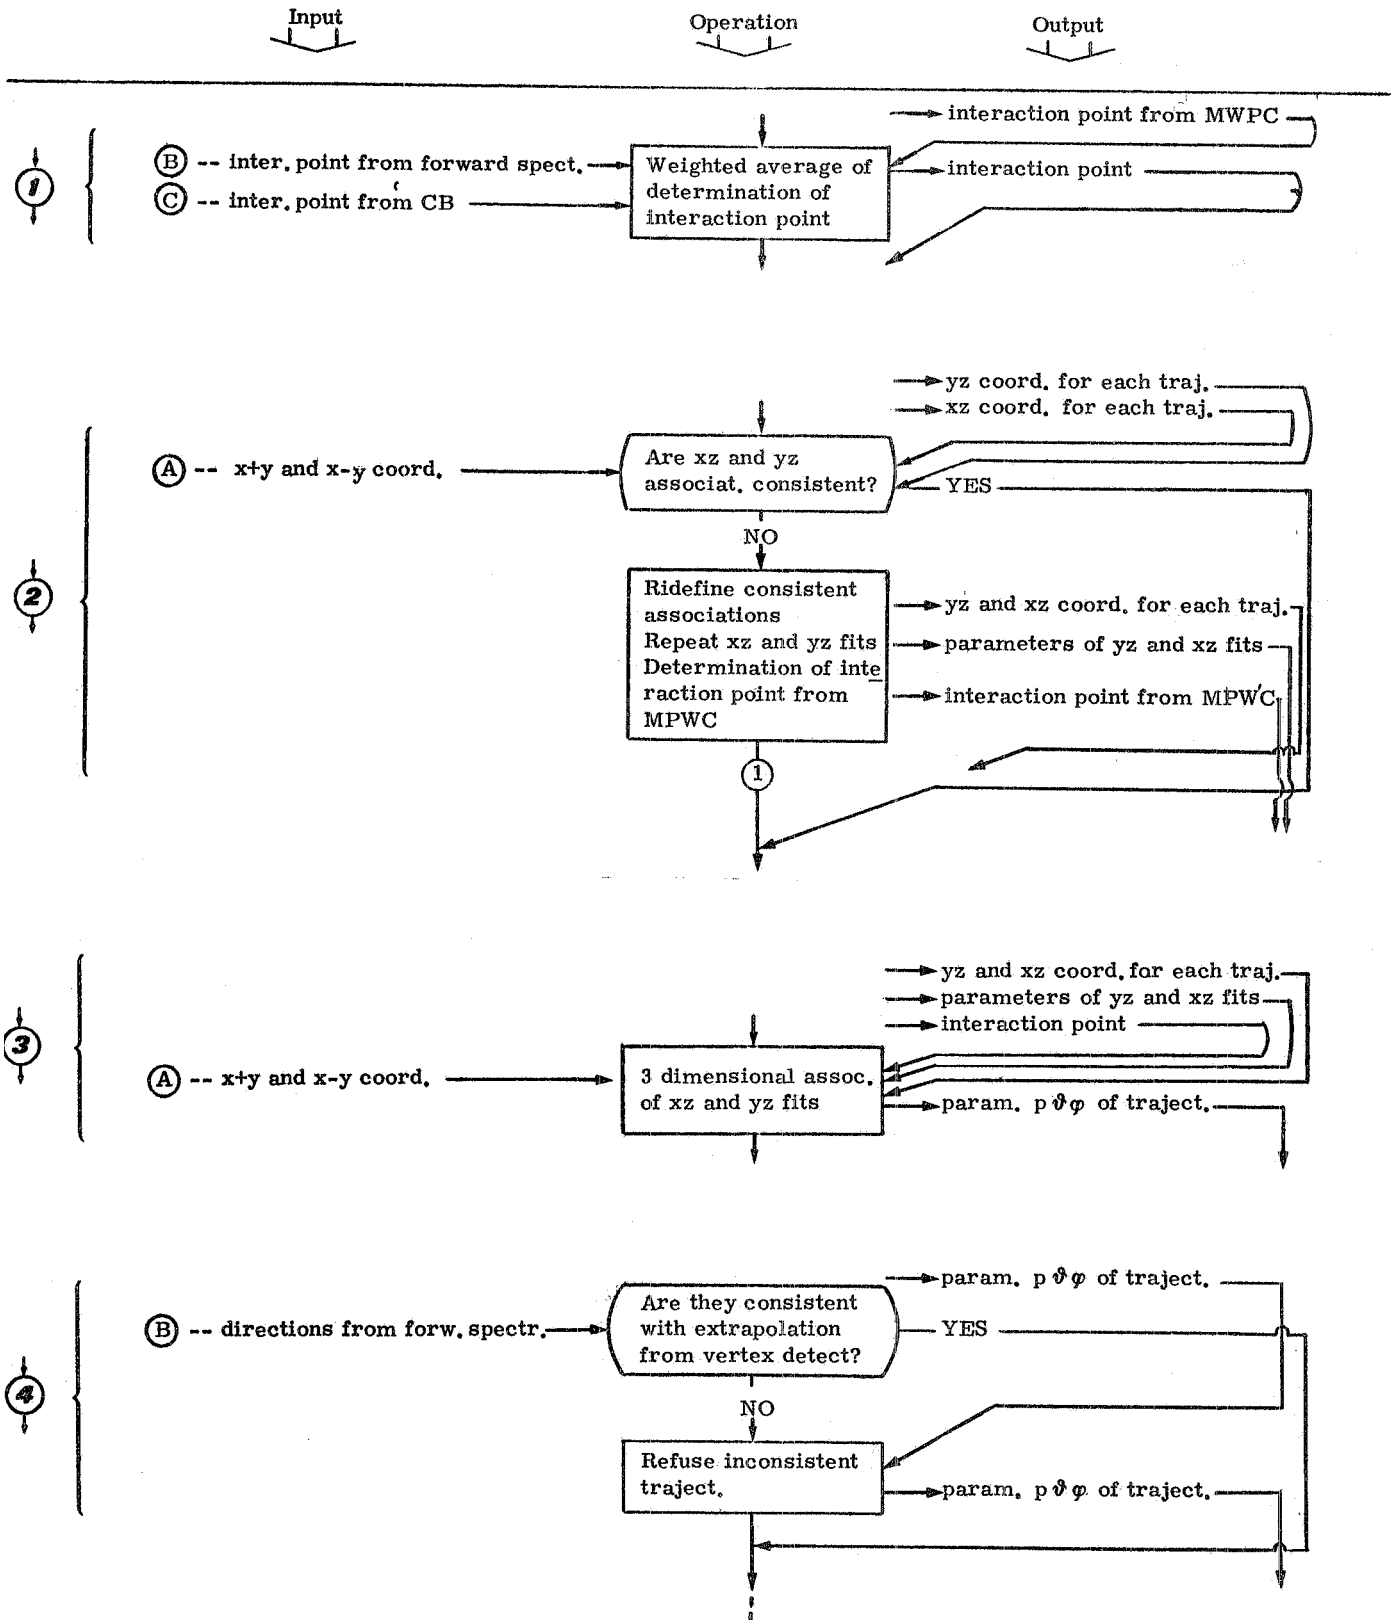 Input
Operation
Output
interaction point from MWPC
1
B -- inter. point from forward spect.
C -- inter. point from CB
Weighted average of
determination of
interaction point
interaction point
yz coord. for each traj.
xz coord. for each traj.
2
A -- x+y and x-y coord.
Are xz and yz
associat. consistent?
YES
NO
Ridefine consistent
associations
Repeat xz and yz fits
Determination of inte
raction point from
MPWC
yz and xz coord. for each traj.
parameters of yz and xz fits
interaction point from MPWC
1
yz and xz coord. for each traj.
parameters of yz and xz fits
interaction point
3
A -- x+y and x-y coord.
3 dimensional assoc.
of xz and yz fits
param. p ϑ φ of traject.
param. p ϑ φ of traject.
4
B -- directions from forw. spectr.
Are they consistent
with extrapolation
from vertex detect?
YES
NO
Refuse inconsistent
traject.
param. p ϑ φ of traject.